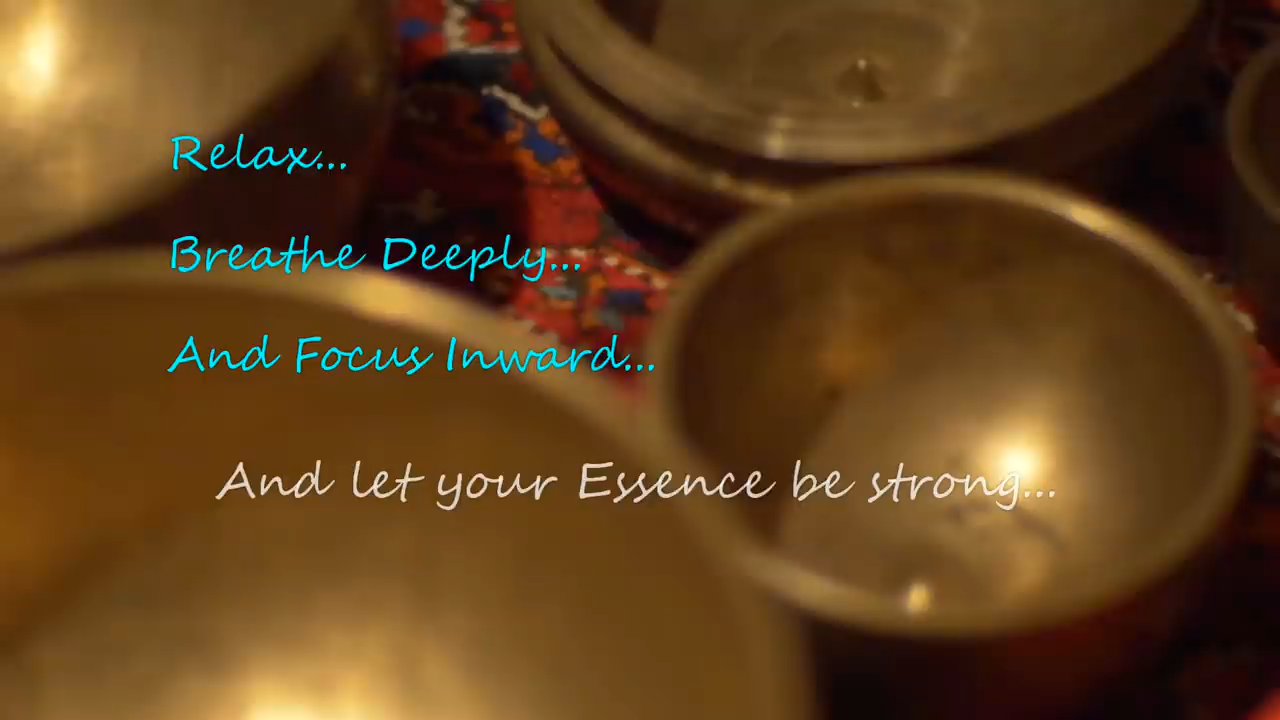 Relax...
Breathe Deeply...
And Focus Inward...
And let your Essence be strong...